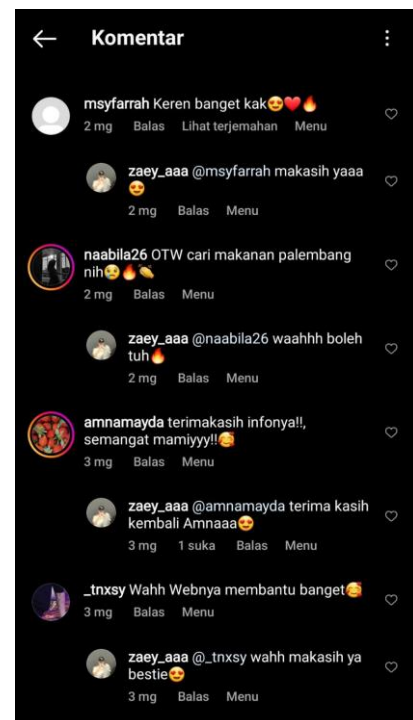 Komentar
msyfarrah Keren banget kak😍❤️🔥
2 mg Balas Lihat terjemahan Menu
zaey_aaa @msyfarrah makasih yaaa
😍
2 mg Balas Menu
naabila26 OTW cari makanan palembang
nih😢🔥🫔
2 mg Balas Menu
zaey_aaa @naabila26 waahhh boleh
tuh🔥
2 mg Balas Menu
amnamayda terimakasih infonya!!,
semangat mamiyyy!!🥰
3 mg Balas Menu
zaey_aaa @amnamayda terima kasih
kembali Amnaaa😍
3 mg 1 suka Balas Menu
_tnxsy Wahh Webnya membantu banget🥰
3 mg Balas Menu
zaey_aaa @_tnxsy wahh makasih ya
bestie😍
3 mg Balas Menu